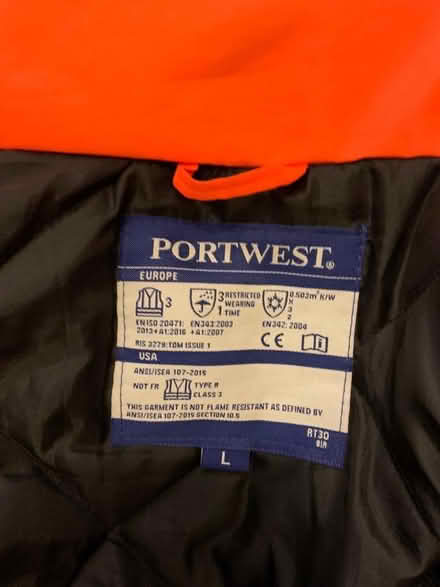 PORTWEST®
EUROPE
3 3 RESTRICTED WEARING 1 TIME 0.502m² K/W
EN ISO 20471: EN343:2003 EN342: 2004
2013+A1:2016 +A1:2007
RIS 3279:TOM ISSUE 1 CE
USA
ANSI/ISEA 107-2015
NOT FR TYPE R
CLASS 3
THIS GARMENT IS NOT FLAME RESISTANT AS DEFINED BY
ANSI/ISEA 107-2015 SECTION 10.5
RT30
L